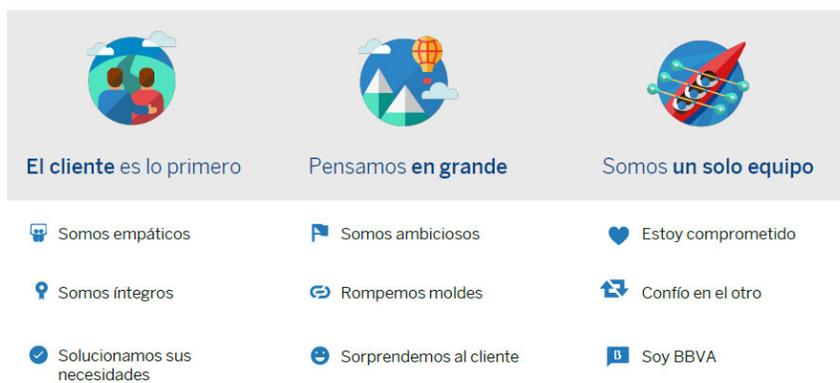 El cliente es lo primero
Somos empáticos
Somos íntegros
Solucionamos sus
necesidades
Pensamos en grande
Somos ambiciosos
Rompemos moldes
Sorprendemos al cliente
Somos un solo equipo
Estoy comprometido
Confío en el otro
B
Soy BBVA